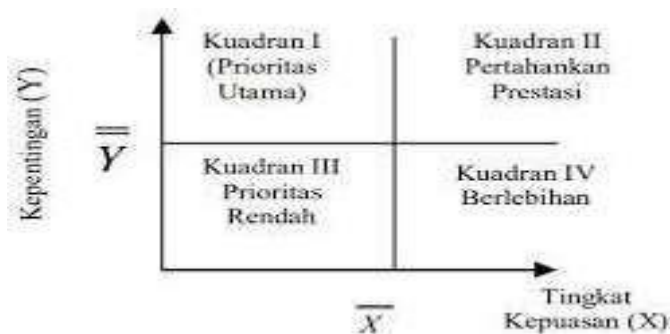 Kuadran I
(Prioritas
Utama)
Kuadran II
Pertahankan
Prestasi
Kepentingan (Y)
Y
Kuadran III
Prioritas
Rendah
Kuadran IV
Berlebihan
X
Tingkat
Kepuasan (X)